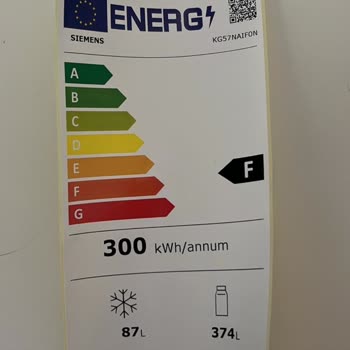 ENERG
SIEMENS
KG57NAIF0N
A
B
C
D
E
F
G
F
300 kWh/annum
87L
374L